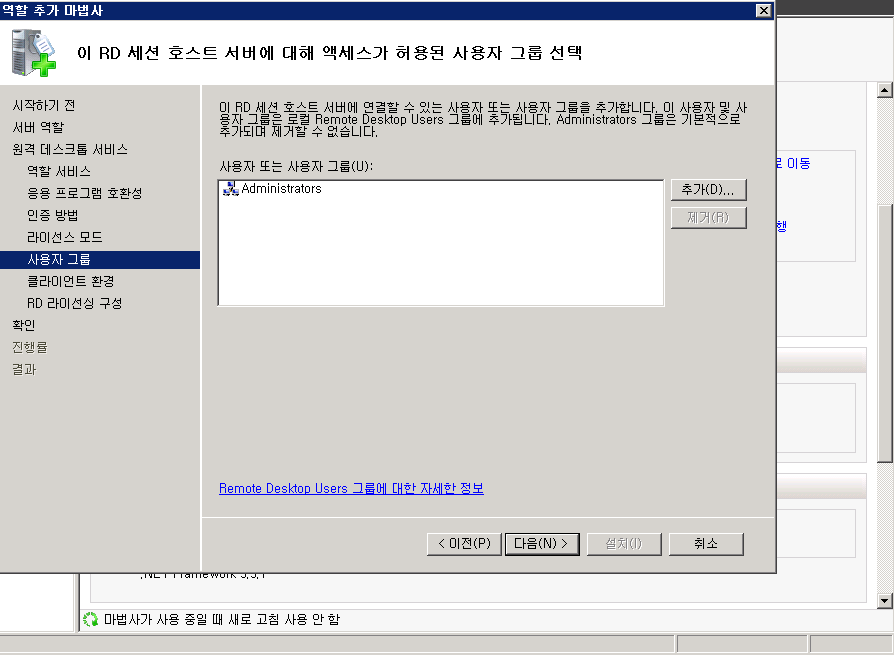 역할 추가 마법사
이 RD 세션 호스트 서버에 대해 액세스가 허용된 사용자 그룹 선택
시작하기 전
서버 역할
원격 데스크톱 서비스
역할 서비스
응용 프로그램 호환성
인증 방법
라이선스 모드
사용자 그룹
클라이언트 환경
RD 라이선싱 구성
확인
진행률
결과
이 RD 세션 호스트 서버에 연결할 수 있는 사용자 또는 사용자 그룹을 추가합니다. 이 사용자 및 사
용자 그룹은 로컬 Remote Desktop Users 그룹에 추가됩니다. Administrators 그룹은 기본적으로
추가되며 제거할 수 없습니다.
사용자 또는 사용자 그룹(U):
Administrators
추가(D)...
제거(R)
Remote Desktop Users 그룹에 대한 자세한 정보
< 이전(P)
다음(N) >
설치(I)
취소
로 이동
행
.NET Framework 3.5.1
마법사가 사용 중일 때 새로 고침 사용 안 함